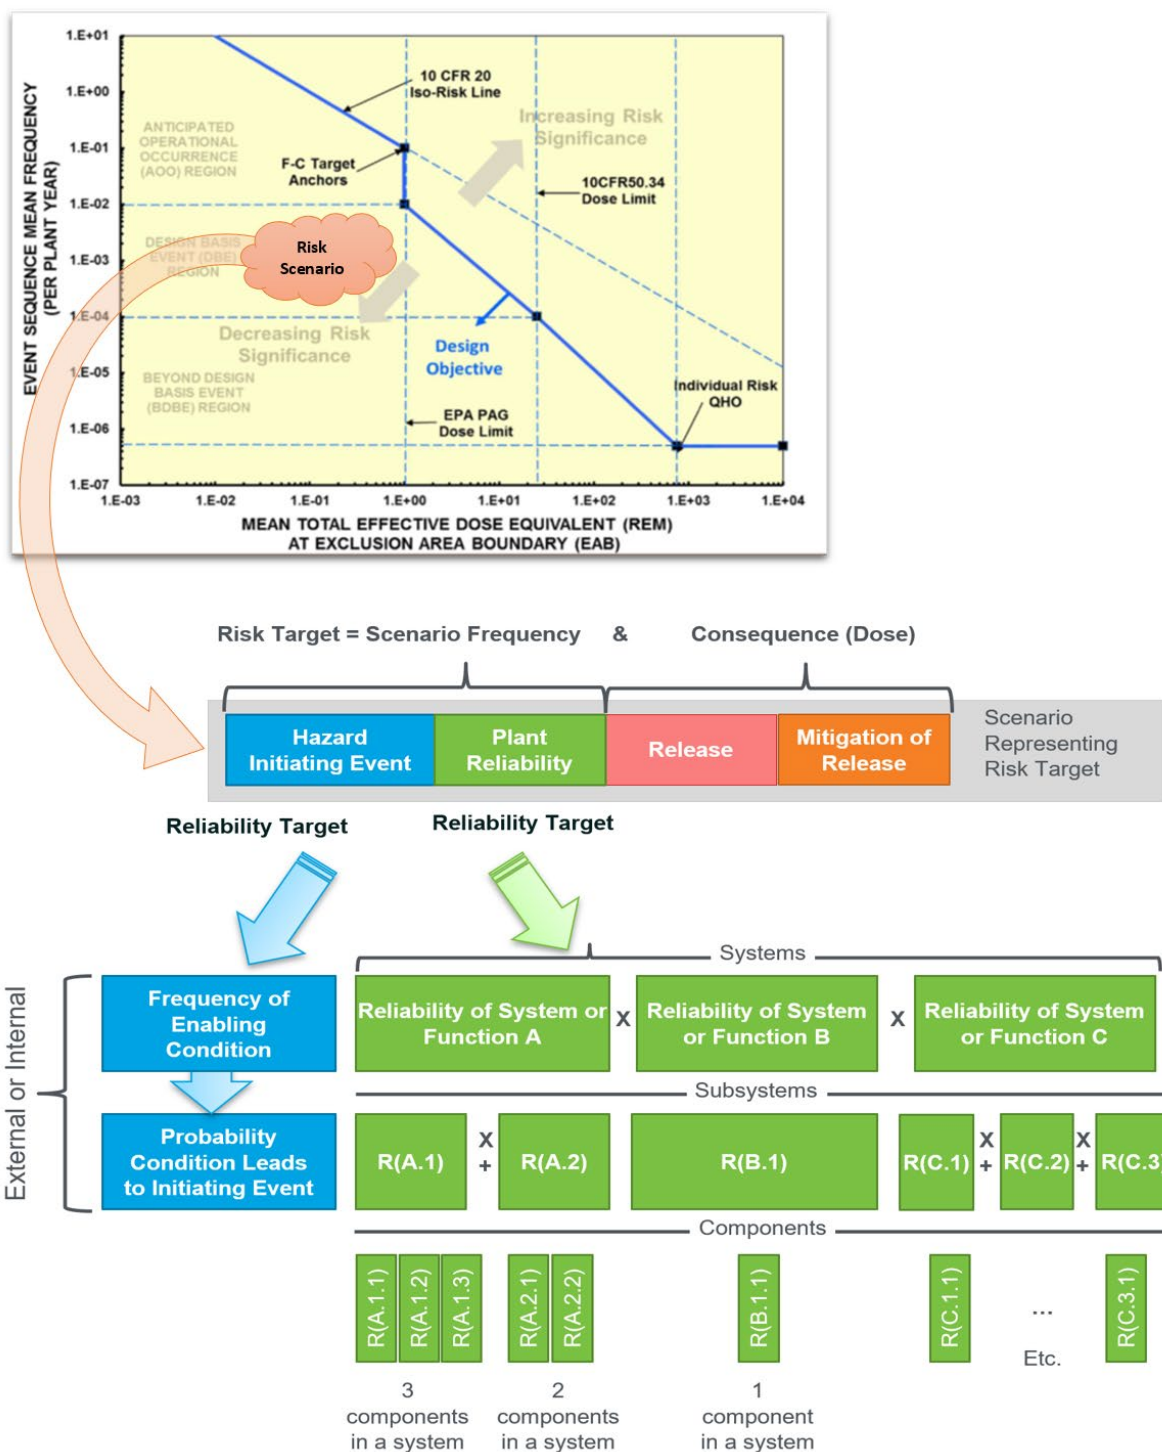 EVENT SEQUENCE MEAN FREQUENCY
(PER PLANT YEAR)
1.E+01
1.E+00
1.E-01
1.E-02
1.E-03
1.E-04
1.E-05
1.E-06
1.E-07
10 CFR 20
Iso-Risk Line
Increasing Risk
Significance
ANTICIPATED
OPERATIONAL
OCCURRENCE
(AOO) REGION
F-C Target
Anchors
10CFR50.34
Dose Limit
DESIGN BASIS
EVENT (DBE)
REGION
Risk
Scenario
Decreasing Risk
Significance
Design
Objective
BEYOND DESIGN
BASIS EVENT
(BDBE) REGION
Individual Risk
QHO
EPA PAG
Dose Limit
1.E-03
1.E-02
1.E-01
1.E+00
1.E+01
1.E+02
1.E+03
1.E+04
MEAN TOTAL EFFECTIVE DOSE EQUIVALENT (REM)
AT EXCLUSION AREA BOUNDARY (EAB)
Risk Target = Scenario Frequency & Consequence (Dose)
Hazard
Initiating Event
Plant
Reliability
Release
Mitigation of
Release
Scenario
Representing
Risk Target
Reliability Target
Reliability Target
Systems
External or Internal
Frequency of
Enabling
Condition
Reliability of System or
Function A
x
Reliability of System
or Function B
x
Reliability of System
or Function C
Subsystems
Probability
Condition Leads
to Initiating Event
R(A.1)
x
+
R(A.2)
R(B.1)
R(C.1)
x
+
R(C.2)
x
+
R(C.3)
Components
R(A.1.1)
R(A.1.2)
R(A.1.3)
R(A.2.1)
R(A.2.2)
R(B.1.1)
R(C.1.1)
...
Etc.
R(C.3.1)
3
components
in a system
2
components
in a system
1
component
in a system